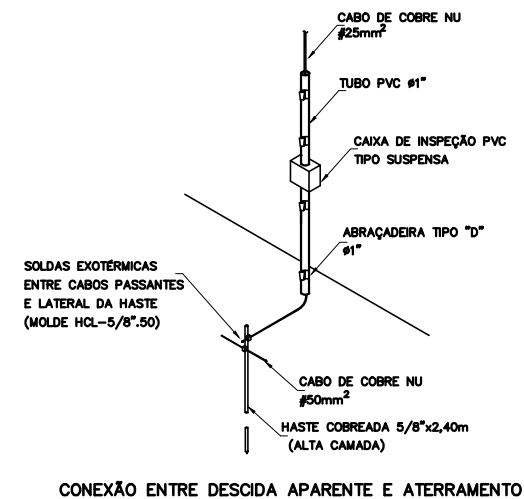 CABO DE COBRE NU
#25mm²
TUBO PVC ø1"
CAIXA DE INSPEÇÃO PVC
TIPO SUSPENSA
ABRAÇADEIRA TIPO "D"
ø1"
SOLDAS EXOTÉRMICAS
ENTRE CABOS PASSANTES
E LATERAL DA HASTE
(MOLDE HCL-5/8".50)
CABO DE COBRE NU
#50mm²
HASTE COBREADA 5/8"x2,40m
(ALTA CAMADA)
CONEXÃO ENTRE DESCIDA APARENTE E ATERRAMENTO